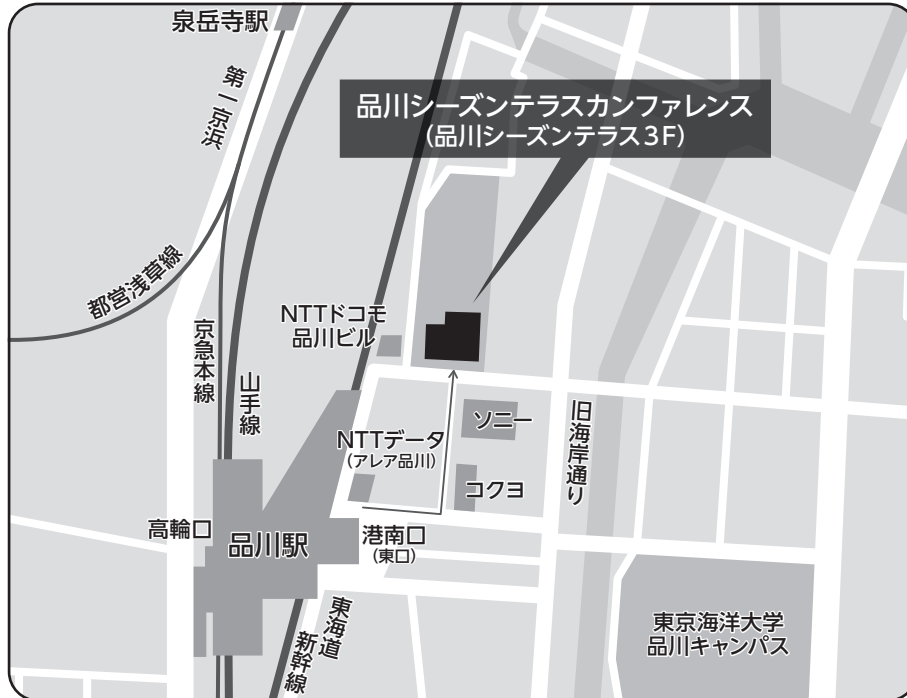 泉岳寺駅
第一京浜
品川シーズンテラスカンファレンス
(品川シーズンテラス3F)
都営浅草線
NTTドコモ
品川ビル
京急本線
山手線
NTTデータ
(アレア品川)
ソニー
旧海岸通り
コクヨ
高輪口
品川駅
港南口
(東口)
東海道
新幹線
東京海洋大学
品川キャンパス